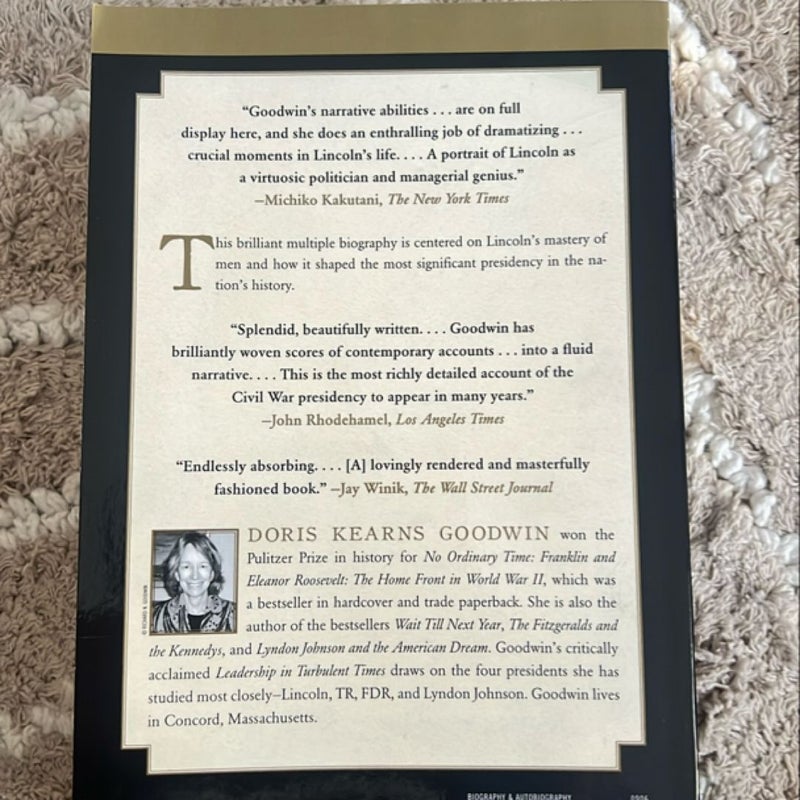 “Goodwin’s narrative abilities . . . are on full
display here, and she does an enthralling job of dramatizing . . .
crucial moments in Lincoln’s life. . . . A portrait of Lincoln as
a virtuosic politician and managerial genius.”
—Michiko Kakutani, The New York Times
This brilliant multiple biography is centered on Lincoln’s mastery of
men and how it shaped the most significant presidency in the na-
tion’s history.
“Splendid, beautifully written. . . . Goodwin has
brilliantly woven scores of contemporary accounts . . . into a fluid
narrative. . . . This is the most richly detailed account of the
Civil War presidency to appear in many years.”
—John Rhodehamel, Los Angeles Times
“Endlessly absorbing. . . . [A] lovingly rendered and masterfully
fashioned book.” —Jay Winik, The Wall Street Journal
DORIS KEARNS GOODWIN won the
Pulitzer Prize in history for No Ordinary Time: Franklin and
Eleanor Roosevelt: The Home Front in World War II, which was
a bestseller in hardcover and trade paperback. She is also the
author of the bestsellers Wait Till Next Year, The Fitzgeralds and
the Kennedys, and Lyndon Johnson and the American Dream. Goodwin’s critically
acclaimed Leadership in Turbulent Times draws on the four presidents she has
studied most closely—Lincoln, TR, FDR, and Lyndon Johnson. Goodwin lives
in Concord, Massachusetts.
BIOGRAPHY & AUTOBIOGRAPHY